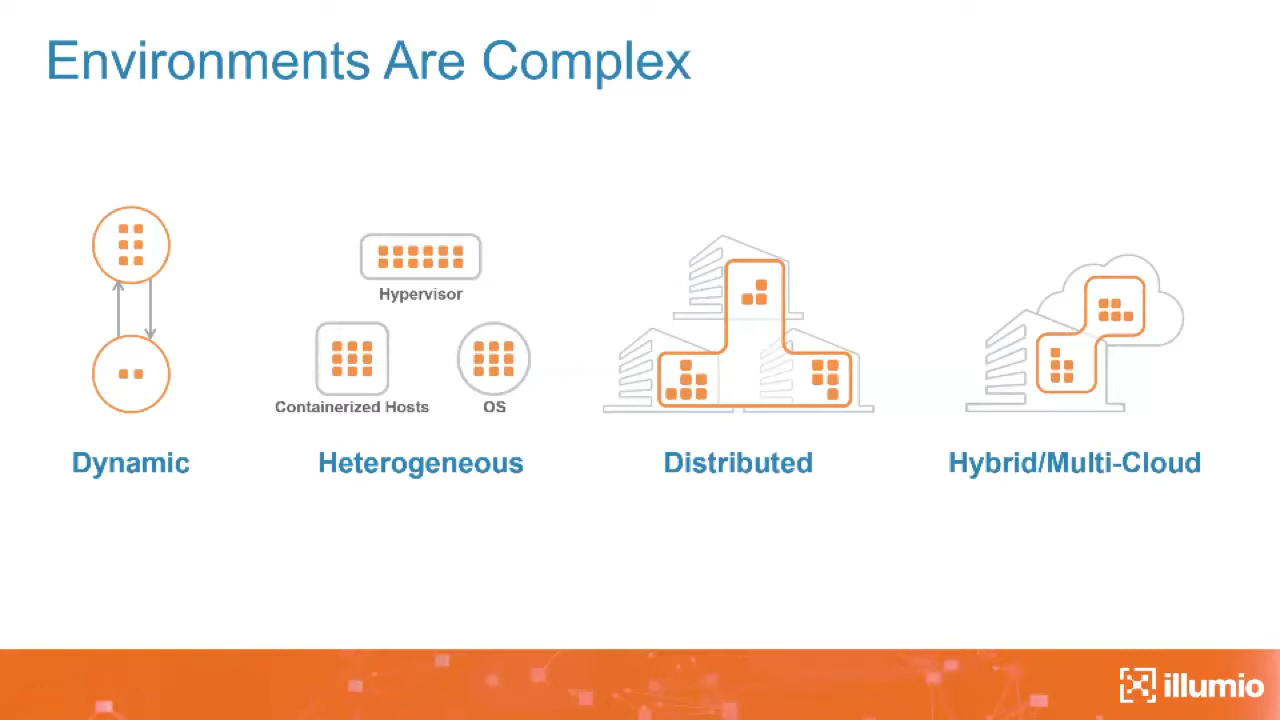 Environments Are Complex
Hypervisor
Containerized Hosts
OS
Dynamic
Heterogeneous
Distributed
Hybrid/Multi-Cloud
illumio